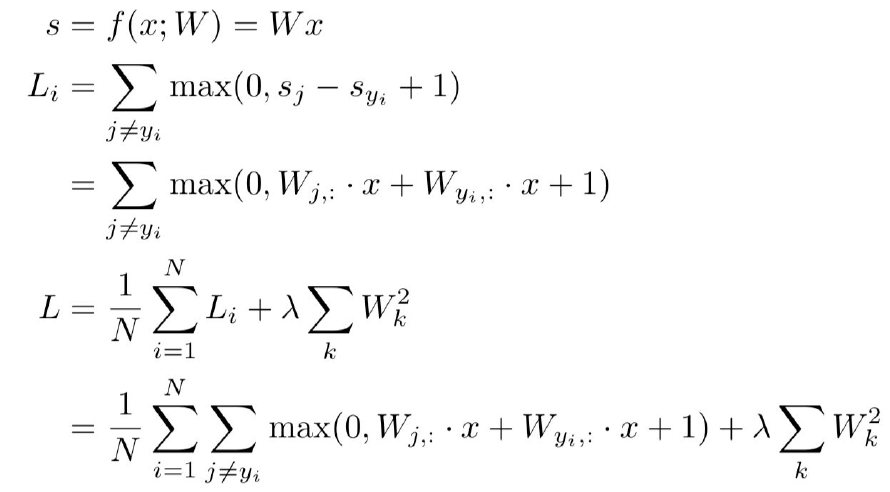 s = f(x; W) = Wx
L_i = \sum_{j \neq y_i} \max(0, s_j - s_{y_i} + 1)
= \sum_{j \neq y_i} \max(0, W_{j,:} \cdot x + W_{y_i,:} \cdot x + 1)
L = \frac{1}{N} \sum_{i=1}^{N} L_i + \lambda \sum_k W_k^2
= \frac{1}{N} \sum_{i=1}^{N} \sum_{j \neq y_i} \max(0, W_{j,:} \cdot x + W_{y_i,:} \cdot x + 1) + \lambda \sum_k W_k^2